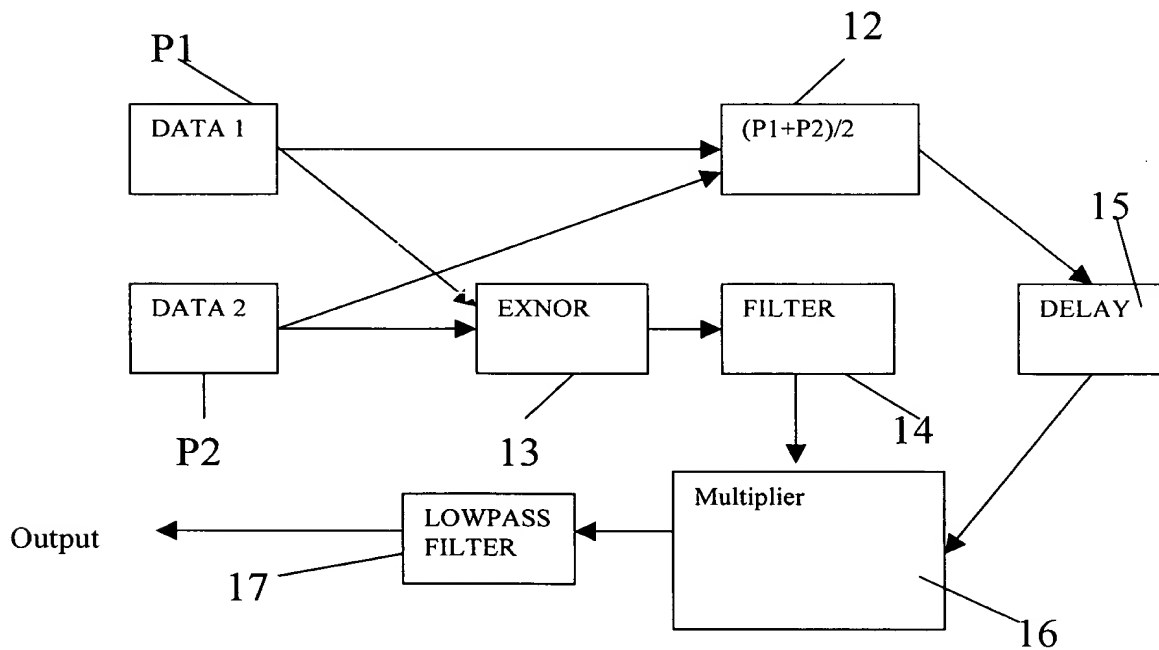 P1
12
DATA 1
(P1+P2)/2
15
DATA 2
EXNOR
FILTER
DELAY
P2
13
14
Multiplier
LOWPASS
FILTER
Output
17
16